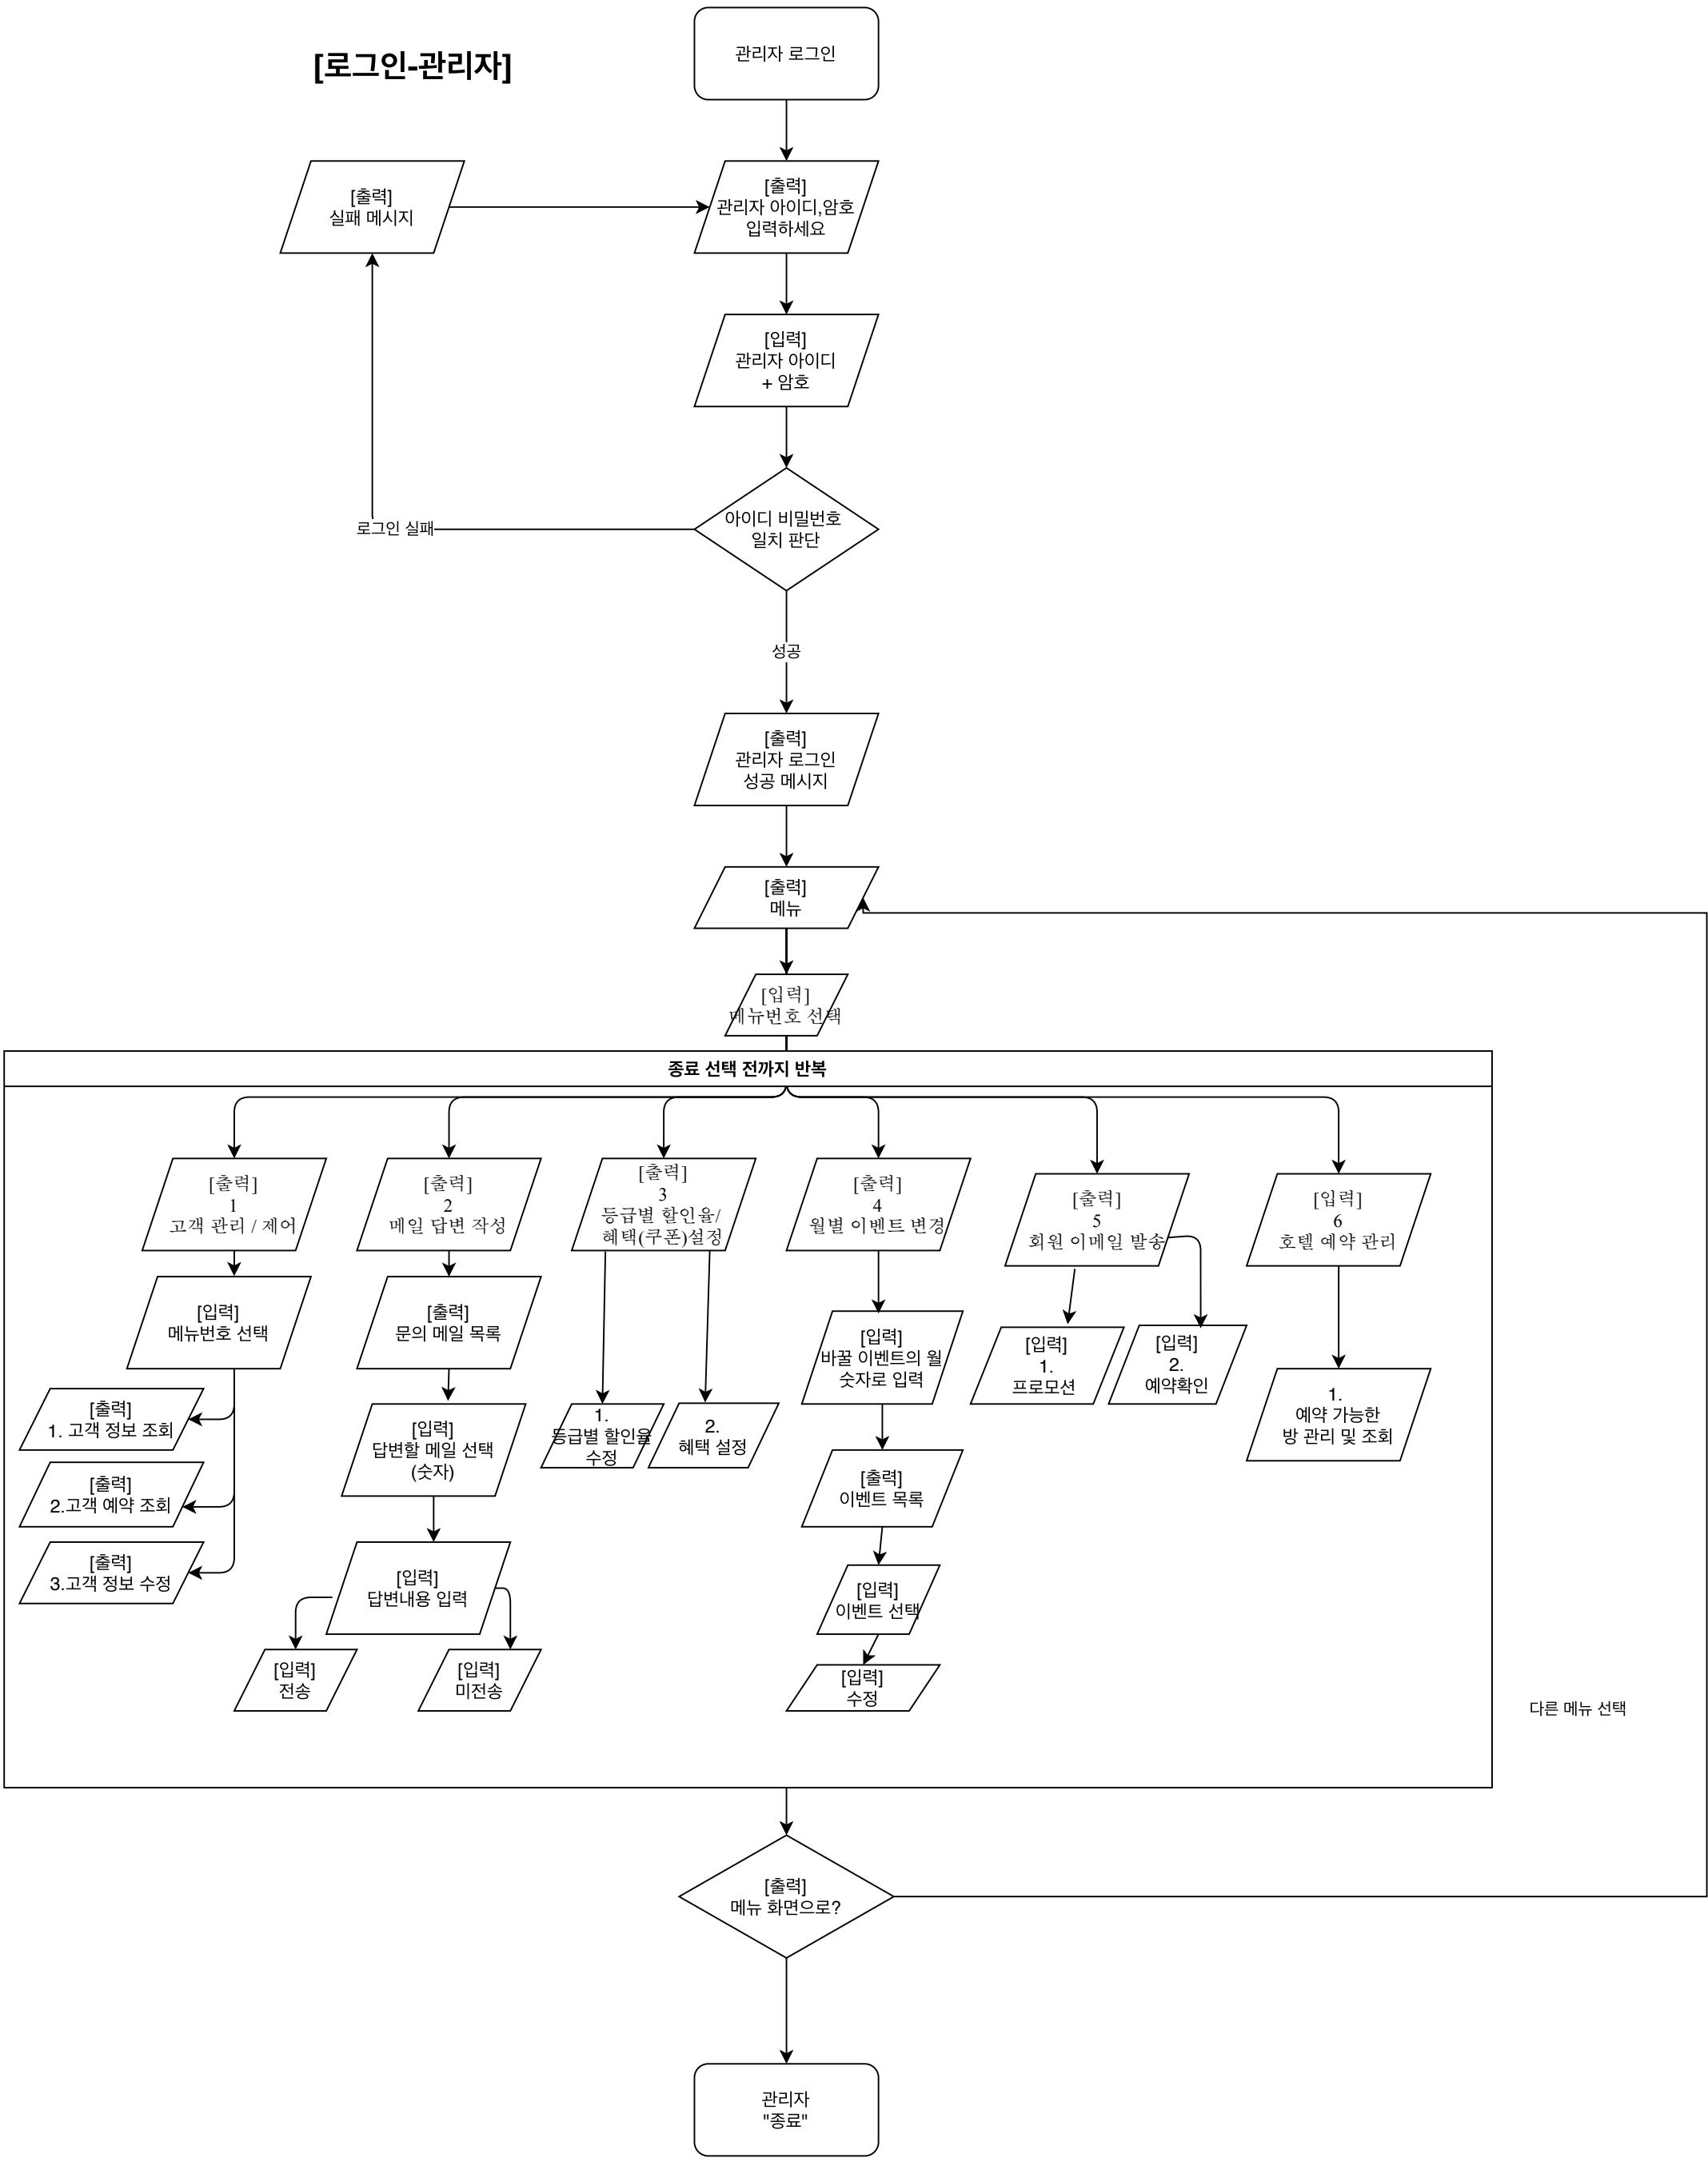 관리자 로그인
[로그인-관리자]
[출력]
실패 메시지
[출력]
관리자 아이디,암호
입력하세요
[입력]
관리자 아이디
+ 암호
아이디 비밀번호
일치 판단
로그인 실패
성공
[출력]
관리자 로그인
성공 메시지
[출력]
메뉴
[입력]
메뉴번호 선택
종료 선택 전까지 반복
[출력]
1
고객 관리 / 제어
[출력]
2
메일 답변 작성
[출력]
3
등급별 할인율/
혜택(쿠폰)설정
[출력]
4
월별 이벤트 변경
[출력]
5
회원 이메일 발송
[입력]
6
호텔 예약 관리
[입력]
메뉴번호 선택
[출력]
1. 고객 정보 조회
[출력]
2.고객 예약 조회
[출력]
3.고객 정보 수정
[출력]
문의 메일 목록
[입력]
답변할 메일 선택
(숫자)
[입력]
답변내용 입력
[입력]
전송
[입력]
미전송
1.
등급별 할인율
수정
2.
혜택 설정
[입력]
바꿀 이벤트의 월
숫자로 입력
[출력]
이벤트 목록
[입력]
이벤트 선택
[입력]
수정
[입력]
1.
프로모션
[입력]
2.
예약확인
1.
예약 가능한
방 관리 및 조회
다른 메뉴 선택
[출력]
메뉴 화면으로?
관리자
"종료"